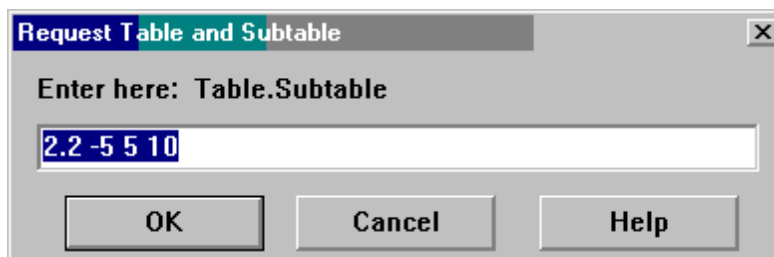 Request Table and Subtable
Enter here: Table.Subtable
2.2 -5 5 10
OK Cancel Help